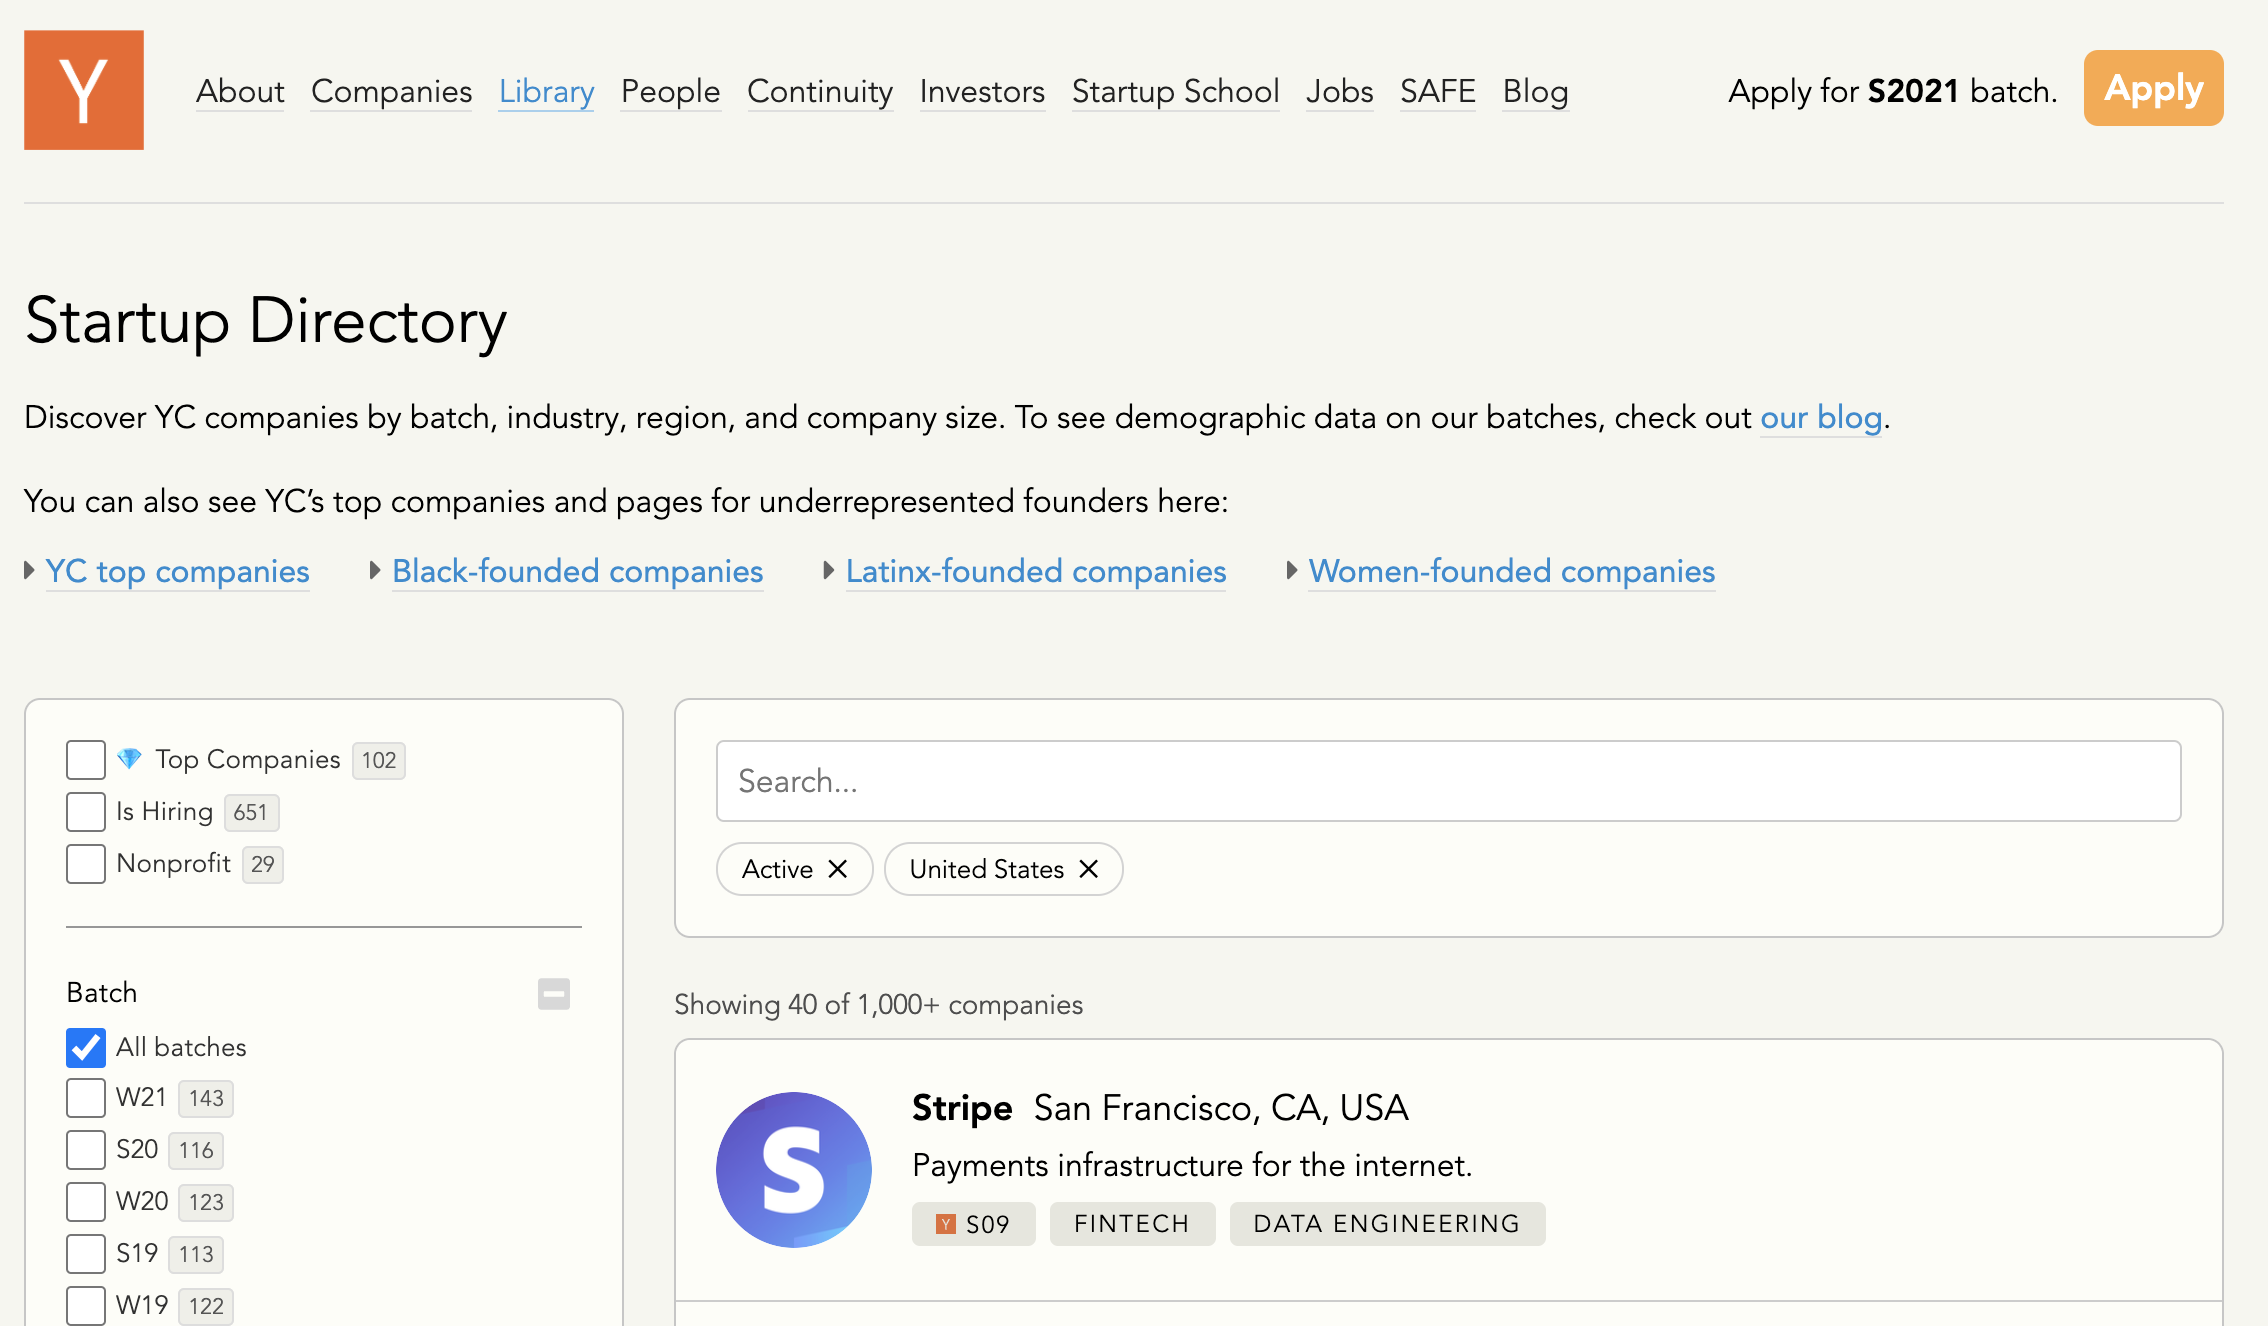 Y
About Companies Library People Continuity Investors Startup School Jobs SAFE Blog Apply for S2021 batch. Apply
Startup Directory
Discover YC companies by batch, industry, region, and company size. To see demographic data on our batches, check out our blog.
You can also see YC’s top companies and pages for underrepresented founders here:
YC top companies Black-founded companies Latinx-founded companies Women-founded companies
Top Companies 102
Is Hiring 651
Nonprofit 29
Batch
All batches
W21 143
S20 116
W20 123
S19 113
W19 122
Search...
Active United States
Showing 40 of 1,000+ companies
S
Stripe San Francisco, CA, USA
Payments infrastructure for the internet.
Y S09 FINTECH DATA ENGINEERING